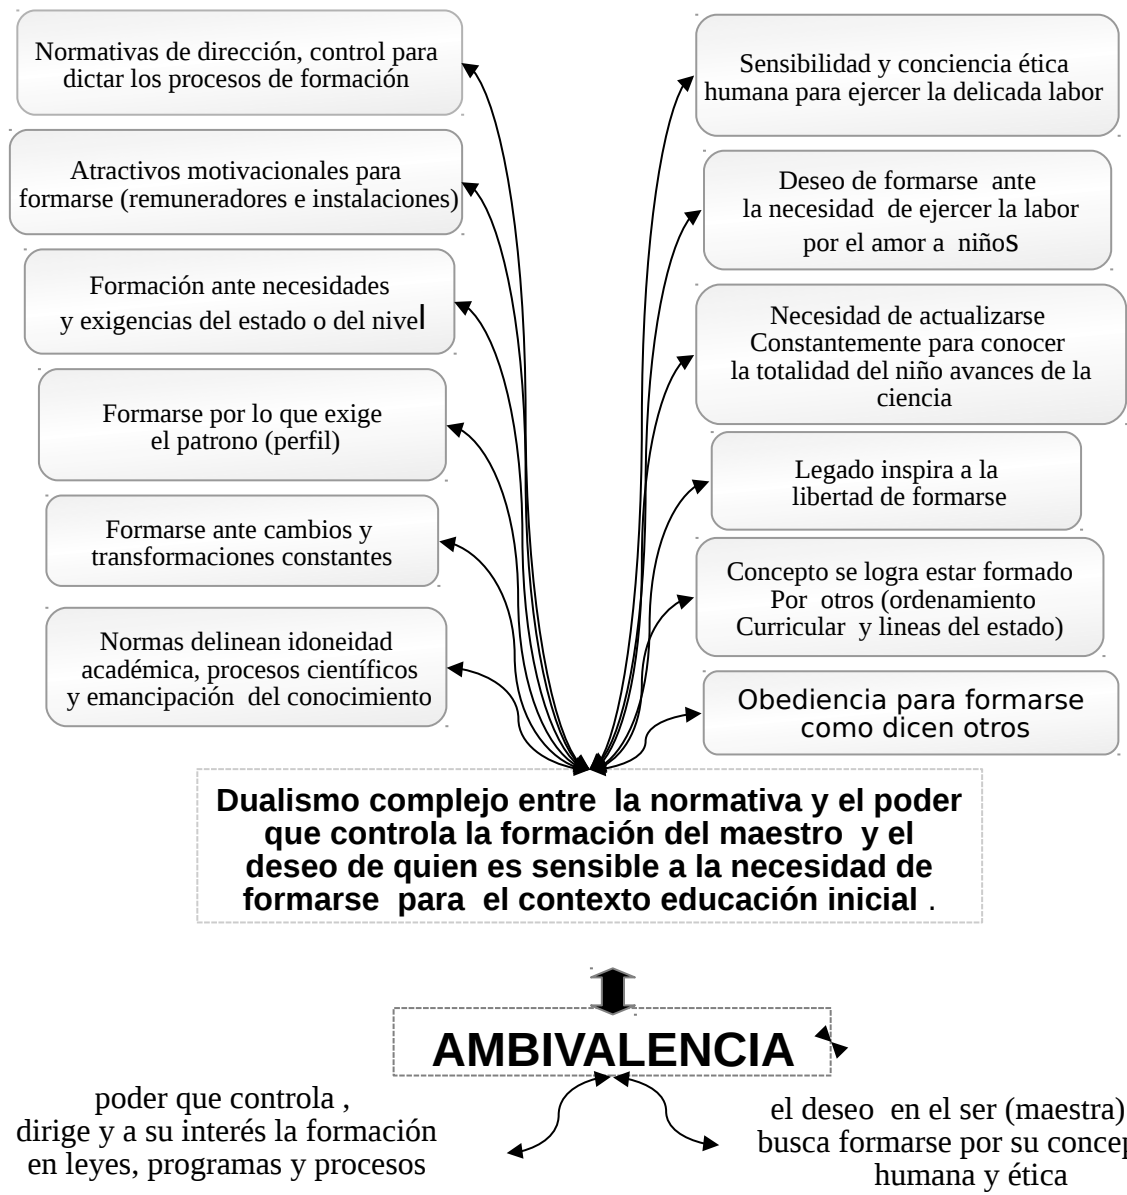 Normativas de dirección, control para
dictar los procesos de formación
Atractivos motivacionales para
formarse (remuneradores e instalaciones)
Formación ante necesidades
y exigencias del estado o del nivel
Formarse por lo que exige
el patrono (perfil)
Formarse ante cambios y
transformaciones constantes
Normas delinean idoneidad
académica, procesos científicos
y emancipación del conocimiento
Sensibilidad y conciencia ética
humana para ejercer la delicada labor
Deseo de formarse ante
la necesidad de ejercer la labor
por el amor a niños
Necesidad de actualizarse
Constantemente para conocer
la totalidad del niño avances de la
ciencia
Legado inspira a la
libertad de formarse
Concepto se logra estar formado
Por otros (ordenamiento
Curricular y lineas del estado)
Obediencia para formarse
como dicen otros
Dualismo complejo entre la normativa y el poder
que controla la formación del maestro y el
deseo de quien es sensible a la necesidad de
formarse para el contexto educación inicial .
AMBIVALENCIA
poder que controla ,
dirige y a su interés la formación
en leyes, programas y procesos
el deseo en el ser (maestra)
busca formarse por su concep
humana y ética